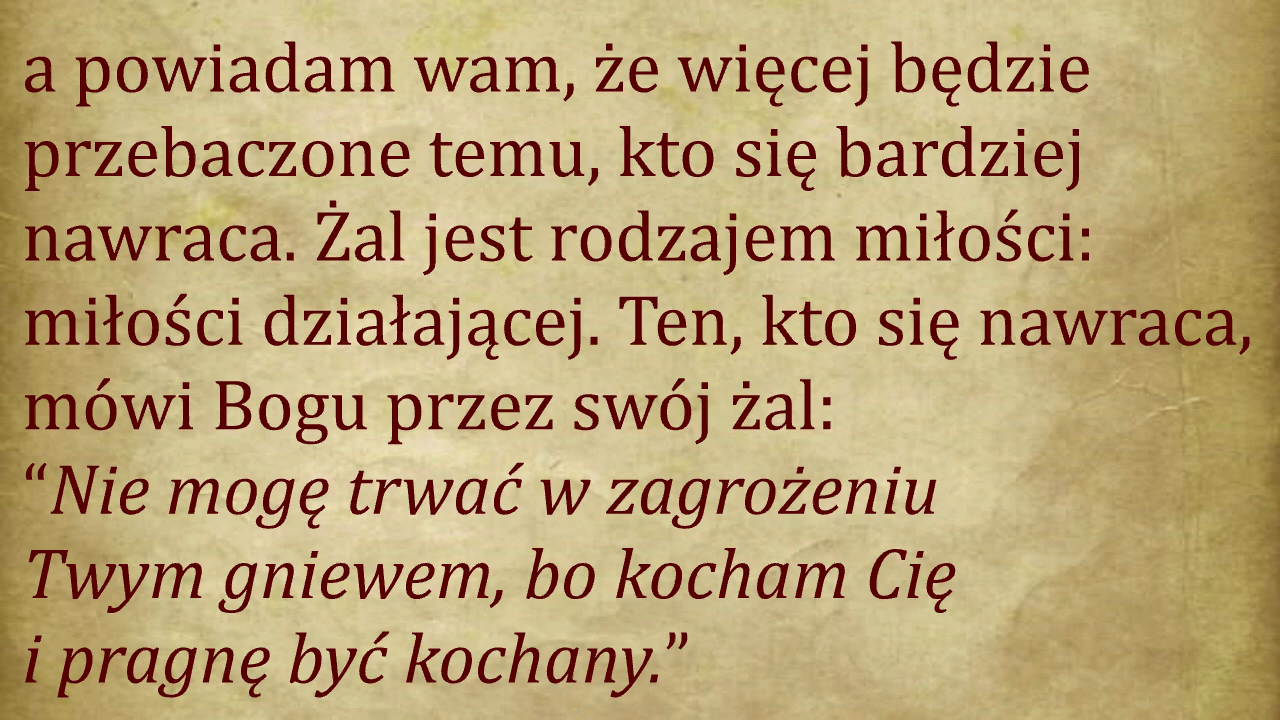 a powiadam wam, że więcej będzie
przebaczone temu, kto się bardziej
nawraca. Żal jest rodzajem miłości:
miłości działającej. Ten, kto się nawraca,
mówi Bogu przez swój żal:
“Nie mogę trwać w zagrożeniu
Twym gniewem, bo kocham Cię
i pragnę być kochany.”